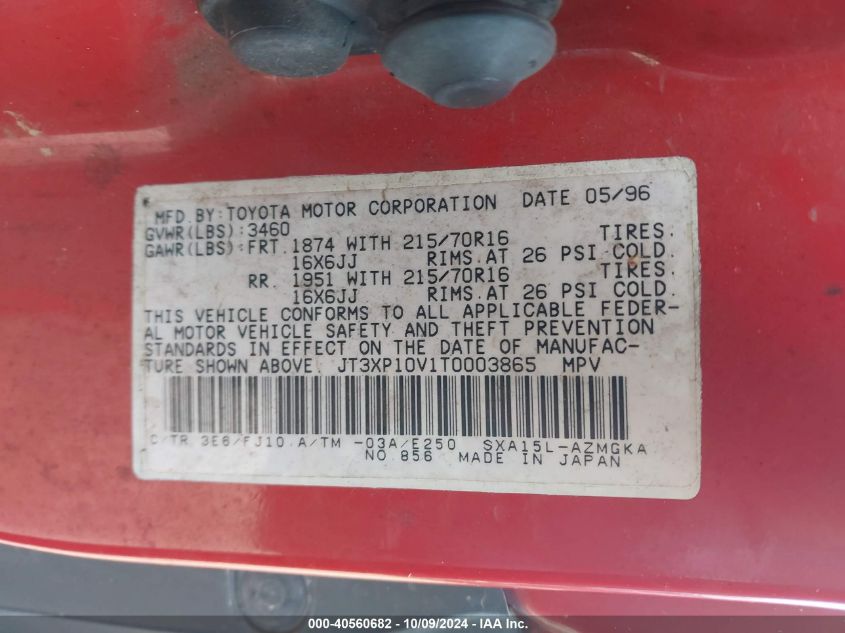 MFD.BY:TOYOTA MOTOR CORPORATION DATE 05/96
GVWR(LBS):3460
GAWR(LBS):FRT.1874 WITH 215/70R16 TIRES.
16X6JJ RIMS.AT 26 PSI COLD.
RR. 1951 WITH 215/70R16 TIRES.
16X6JJ RIMS.AT 26 PSI COLD.
THIS VEHICLE CONFORMS TO ALL APPLICABLE FEDER-
AL MOTOR VEHICLE SAFETY AND THEFT PREVENTION
STANDARDS IN EFFECT ON THE DATE OF MANUFAC-
TURE SHOWN ABOVE. JT3XP10V1T0003865 MPV
C/TR 3E6/FJ10.A/TM -03A/E250 SXA15L-AZMGKA
NO.856 MADE IN JAPAN
000-40560682 - 10/09/2024 - IAA Inc.